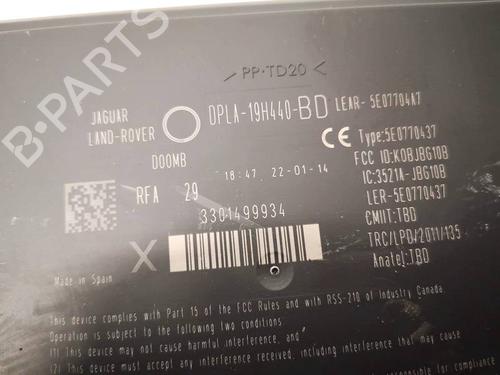 >PP-TD20<
JAGUAR
LAND-ROVER
DPLA-19H440-BD
LEAR- 5E07704A7
D00MB
Type:5E0770437
18:47 22-01-14
FCC ID:KOBJBG10B
IC:3521A-JBG10B
RFA 29
LER-5E0770437
3301499934
CMIIT:TBD
TRC/LPD/2011/135
X
Anatel:TBD
Made in Spain
This device complies with Part 15 of the FCC Rules and with RSS-210 of Industry Canada.
Operation is subject to the following two conditions:
(1) This device may not cause harmful interference, and
(2) This device must accept any interference received, including interference that may cause